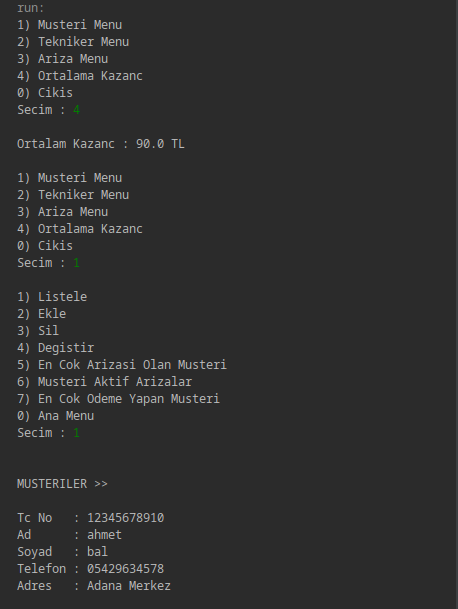 run:
1) Musteri Menu
2) Tekniker Menu
3) Ariza Menu
4) Ortalama Kazanc
0) Cikis
Secim : 4
Ortalam Kazanc : 90.0 TL
1) Musteri Menu
2) Tekniker Menu
3) Ariza Menu
4) Ortalama Kazanc
0) Cikis
Secim : 1
1) Listele
2) Ekle
3) Sil
4) Degistir
5) En Cok Arizasi Olan Musteri
6) Musteri Aktif Arizalar
7) En Cok Odeme Yapan Musteri
0) Ana Menu
Secim : 1
MUSTERILER >>
Tc No : 12345678910
Ad : ahmet
Soyad : bal
Telefon : 05429634578
Adres : Adana Merkez